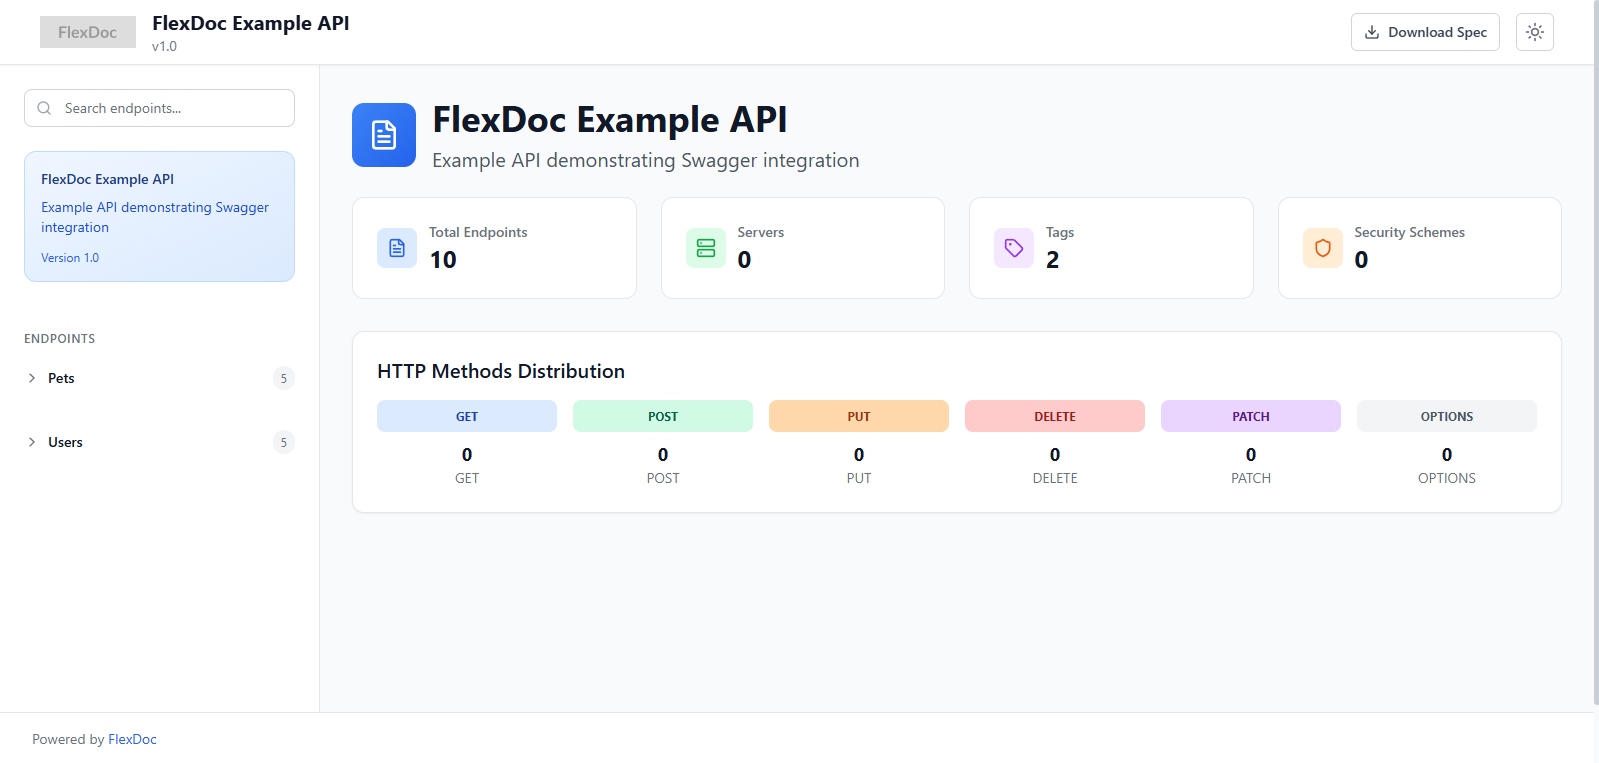 FlexDoc
FlexDoc Example API
v1.0
Download Spec
Search endpoints...
FlexDoc Example API
Example API demonstrating Swagger
integration
Version 1.0
ENDPOINTS
Pets
5
Users
5
FlexDoc Example API
Example API demonstrating Swagger integration
Total Endpoints
10
Servers
0
Tags
2
Security Schemes
0
HTTP Methods Distribution
GET
POST
PUT
DELETE
PATCH
OPTIONS
0
0
0
0
0
0
GET
POST
PUT
DELETE
PATCH
OPTIONS
Powered by FlexDoc